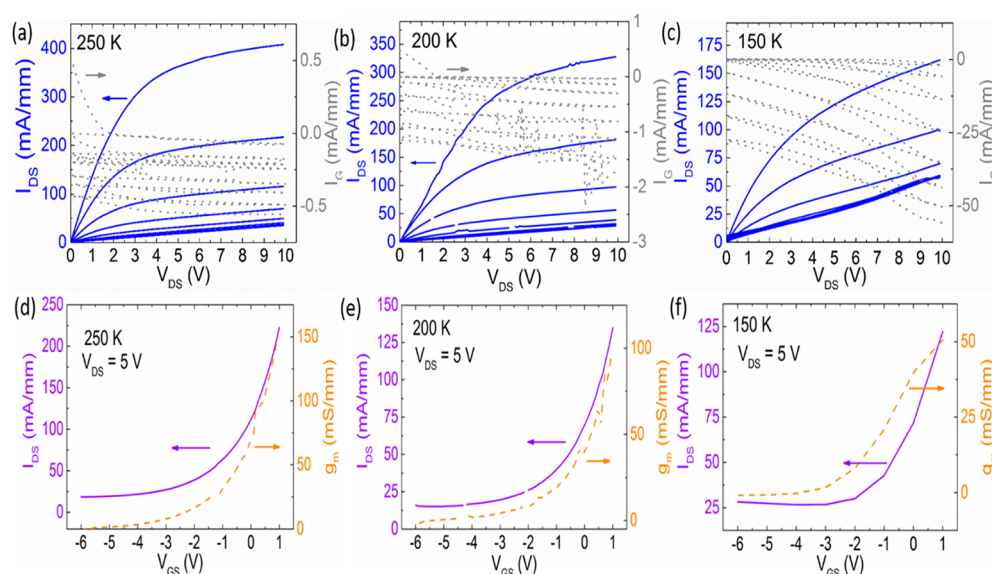 (a)
250 K
400
300
200
100
0
I_DS (mA/mm)
0.5
0.0
-0.5
I_G (mA/mm)
0 1 2 3 4 5 6 7 8 9 10
V_DS (V)
(b)
200 K
350
300
250
200
150
100
50
0
I_DS (mA/mm)
1
0
-1
-2
-3
I_G (mA/mm)
0 1 2 3 4 5 6 7 8 9 10
V_DS (V)
(c)
150 K
175
150
125
100
75
50
25
0
I_DS (mA/mm)
0
-25
-50
I_G (mA/mm)
0 1 2 3 4 5 6 7 8 9 10
V_DS (V)
(d)
250 K
V_DS = 5 V
250
200
150
100
50
0
I_DS (mA/mm)
150
100
50
0
g_m (mS/mm)
-6 -5 -4 -3 -2 -1 0 1
V_GS (V)
(e)
200 K
V_DS = 5 V
150
125
100
75
50
25
0
I_DS (mA/mm)
100
50
0
g_m (mS/mm)
-6 -5 -4 -3 -2 -1 0 1
V_GS (V)
(f)
150 K
V_DS = 5 V
125
100
75
50
25
I_DS (mA/mm)
50
25
0
(mS/mm)
-6 -5 -4 -3 -2 -1 0 1
V_GS (V)